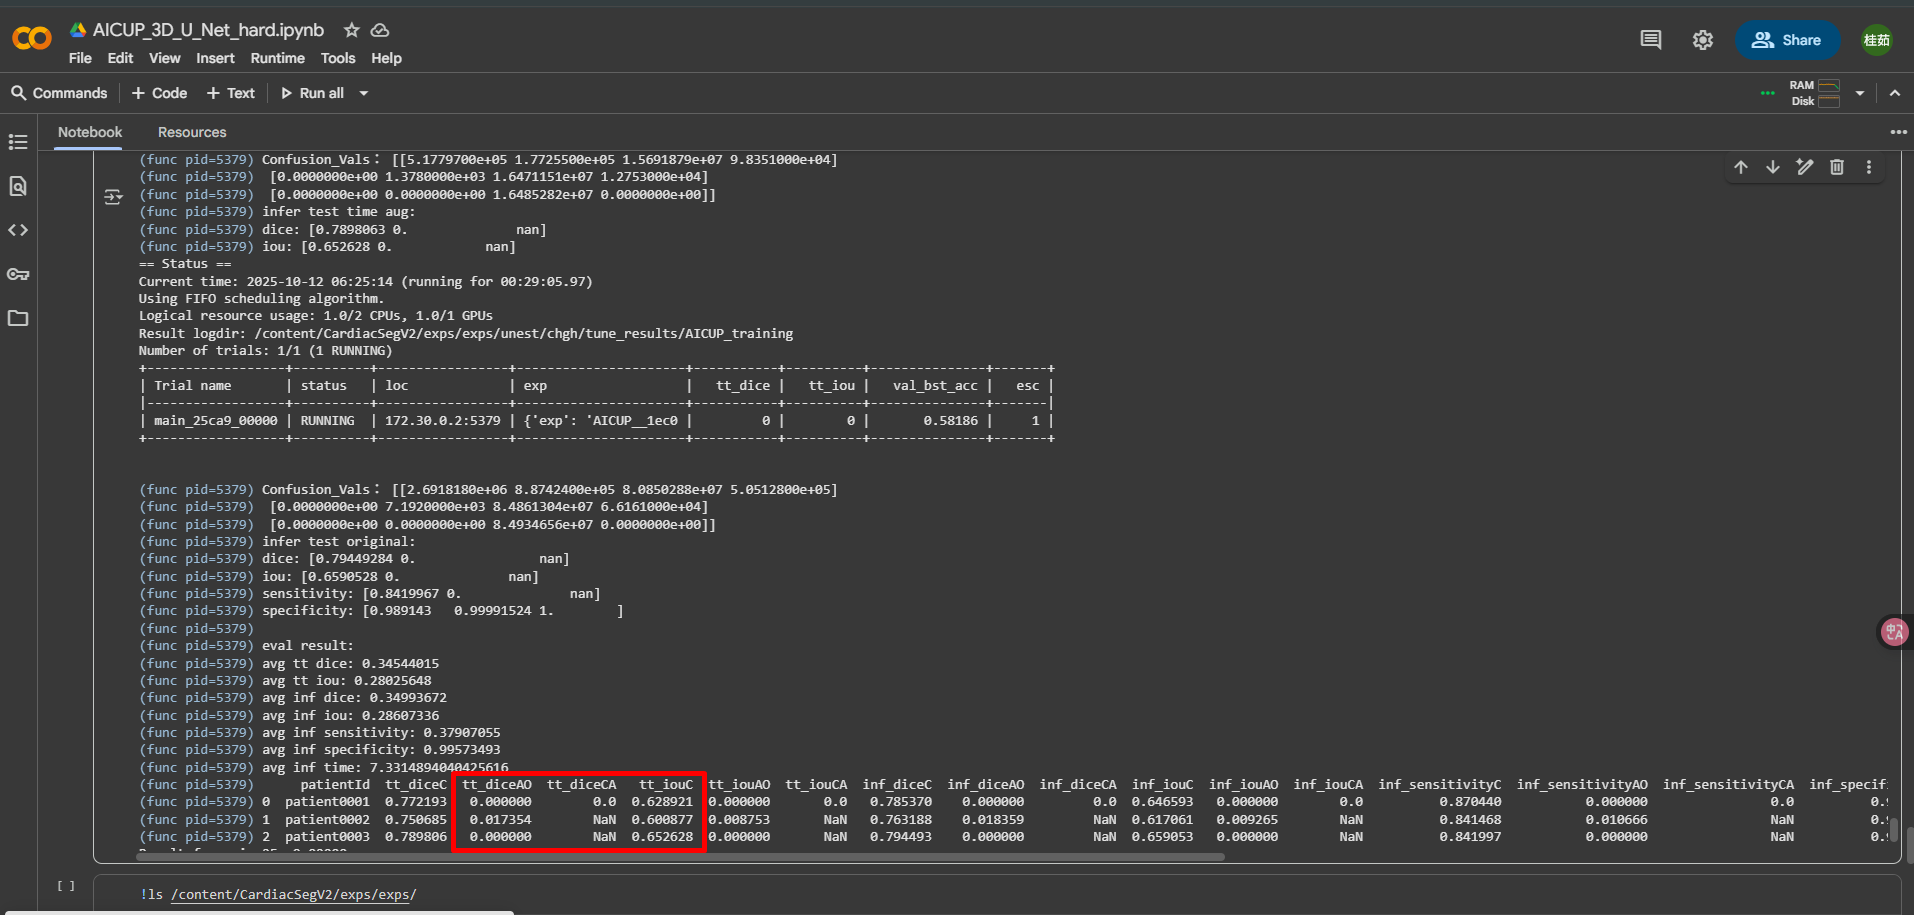 AICUP_3D_U_Net_hard.ipynb
File Edit View Insert Runtime Tools Help
Share
桂茹
Commands + Code + Text Run all
RAM
Disk
Notebook Resources
(func pid=5379) Confusion_Vals： [[5.1779700e+05 1.7725500e+05 1.5691879e+07 9.8351000e+04]
(func pid=5379)  [0.0000000e+00 1.3780000e+03 1.6471151e+07 1.2753000e+04]
(func pid=5379)  [0.0000000e+00 0.0000000e+00 1.6485282e+07 0.0000000e+00]]
(func pid=5379) infer test time aug:
(func pid=5379) dice: [0.7898063 0.              nan]
(func pid=5379) iou: [0.652628 0.            nan]
== Status ==
Current time: 2025-10-12 06:25:14 (running for 00:29:05.97)
Using FIFO scheduling algorithm.
Logical resource usage: 1.0/2 CPUs, 1.0/1 GPUs
Result logdir: /content/CardiacSegV2/exps/exps/unest/chgh/tune_results/AICUP_training
Number of trials: 1/1 (1 RUNNING)
| Trial name | status | loc | exp | tt_dice | tt_iou | val_bst_acc | esc |
| main_25ca9_00000 | RUNNING | 172.30.0.2:5379 | {'exp': 'AICUP__1ec0 | 0 | 0 | 0.58186 | 1 |
(func pid=5379) Confusion_Vals： [[2.6918180e+06 8.8742400e+05 8.0850288e+07 5.0512800e+05]
(func pid=5379)  [0.0000000e+00 7.1920000e+03 8.4861304e+07 6.6161000e+04]
(func pid=5379)  [0.0000000e+00 0.0000000e+00 8.4934656e+07 0.0000000e+00]]
(func pid=5379) infer test original:
(func pid=5379) dice: [0.79449284 0.                nan]
(func pid=5379) iou: [0.6590528 0.              nan]
(func pid=5379) sensitivity: [0.8419967 0.              nan]
(func pid=5379) specificity: [0.989143   0.99991524 1.        ]
(func pid=5379)
(func pid=5379) eval result:
(func pid=5379) avg tt dice: 0.34544015
(func pid=5379) avg tt iou: 0.28025648
(func pid=5379) avg inf dice: 0.34993672
(func pid=5379) avg inf iou: 0.28607336
(func pid=5379) avg inf sensitivity: 0.37907055
(func pid=5379) avg inf specificity: 0.99573493
(func pid=5379) avg inf time: 7.3314894040425616
(func pid=5379) patientId tt_diceC tt_diceAO tt_diceCA tt_iouC tt_iouAO tt_iouCA inf_diceC inf_diceAO inf_diceCA inf_iouC inf_iouAO inf_iouCA inf_sensitivityC inf_sensitivityAO inf_sensitivityCA inf_specif
(func pid=5379) 0 patient0001 0.772193 0.000000 0.0 0.628921 0.000000 0.0 0.785370 0.000000 0.0 0.646593 0.000000 0.0 0.870440 0.000000 0.0 0.
(func pid=5379) 1 patient0002 0.750685 0.017354 NaN 0.600877 0.008753 NaN 0.763188 0.018359 NaN 0.617061 0.009265 NaN 0.841468 0.010666 NaN 0.
(func pid=5379) 2 patient0003 0.789806 0.000000 NaN 0.652628 0.000000 NaN 0.794493 0.000000 NaN 0.659053 0.000000 NaN 0.841997 0.000000 NaN 0.
[ ] !ls /content/CardiacSegV2/exps/exps/